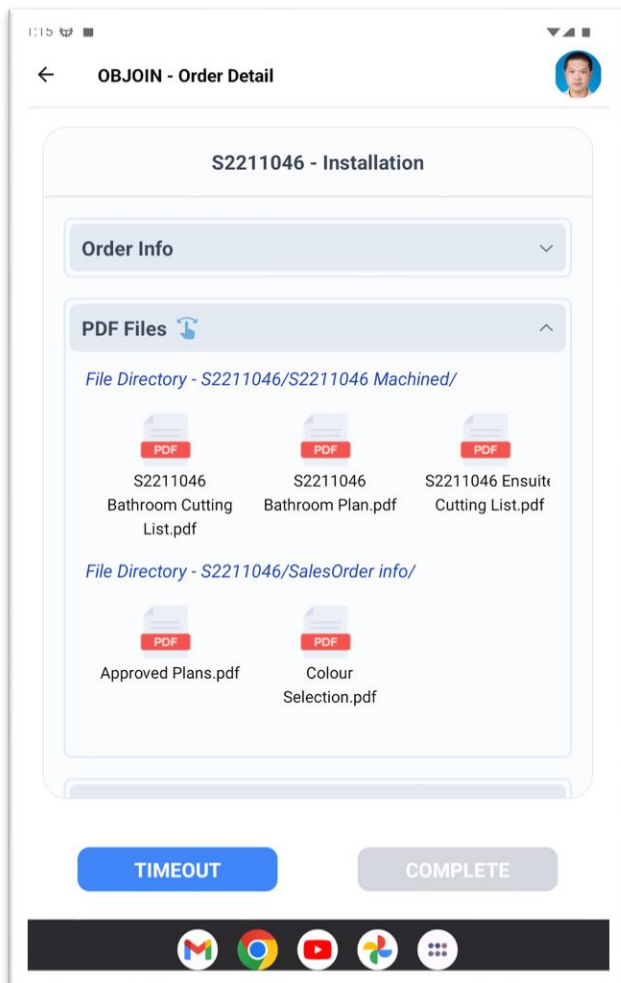 1:15
OBJOIN - Order Detail
S2211046 - Installation
Order Info
PDF Files
File Directory - S2211046/S2211046 Machined/
PDF PDF PDF
S2211046 S2211046 S2211046 Ensuite
Bathroom Cutting Bathroom Plan.pdf Cutting List.pdf
List.pdf
File Directory - S2211046/SalesOrder info/
PDF PDF
Approved Plans.pdf Colour
Selection.pdf
TIMEOUT COMPLETE